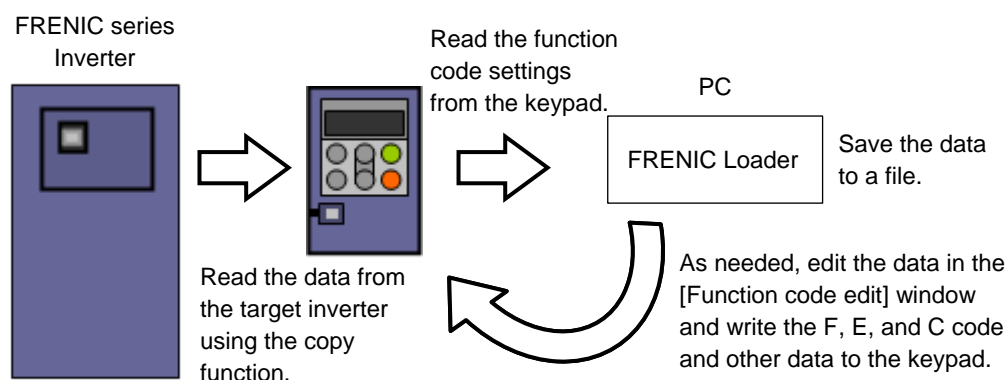 FRENIC series
Inverter
Read the function
code settings
from the keypad.
PC
FRENIC Loader
Save the data
to a file.
Read the data from
the target inverter
using the copy
function.
As needed, edit the data in the
[Function code edit] window
and write the F, E, and C code
and other data to the keypad.